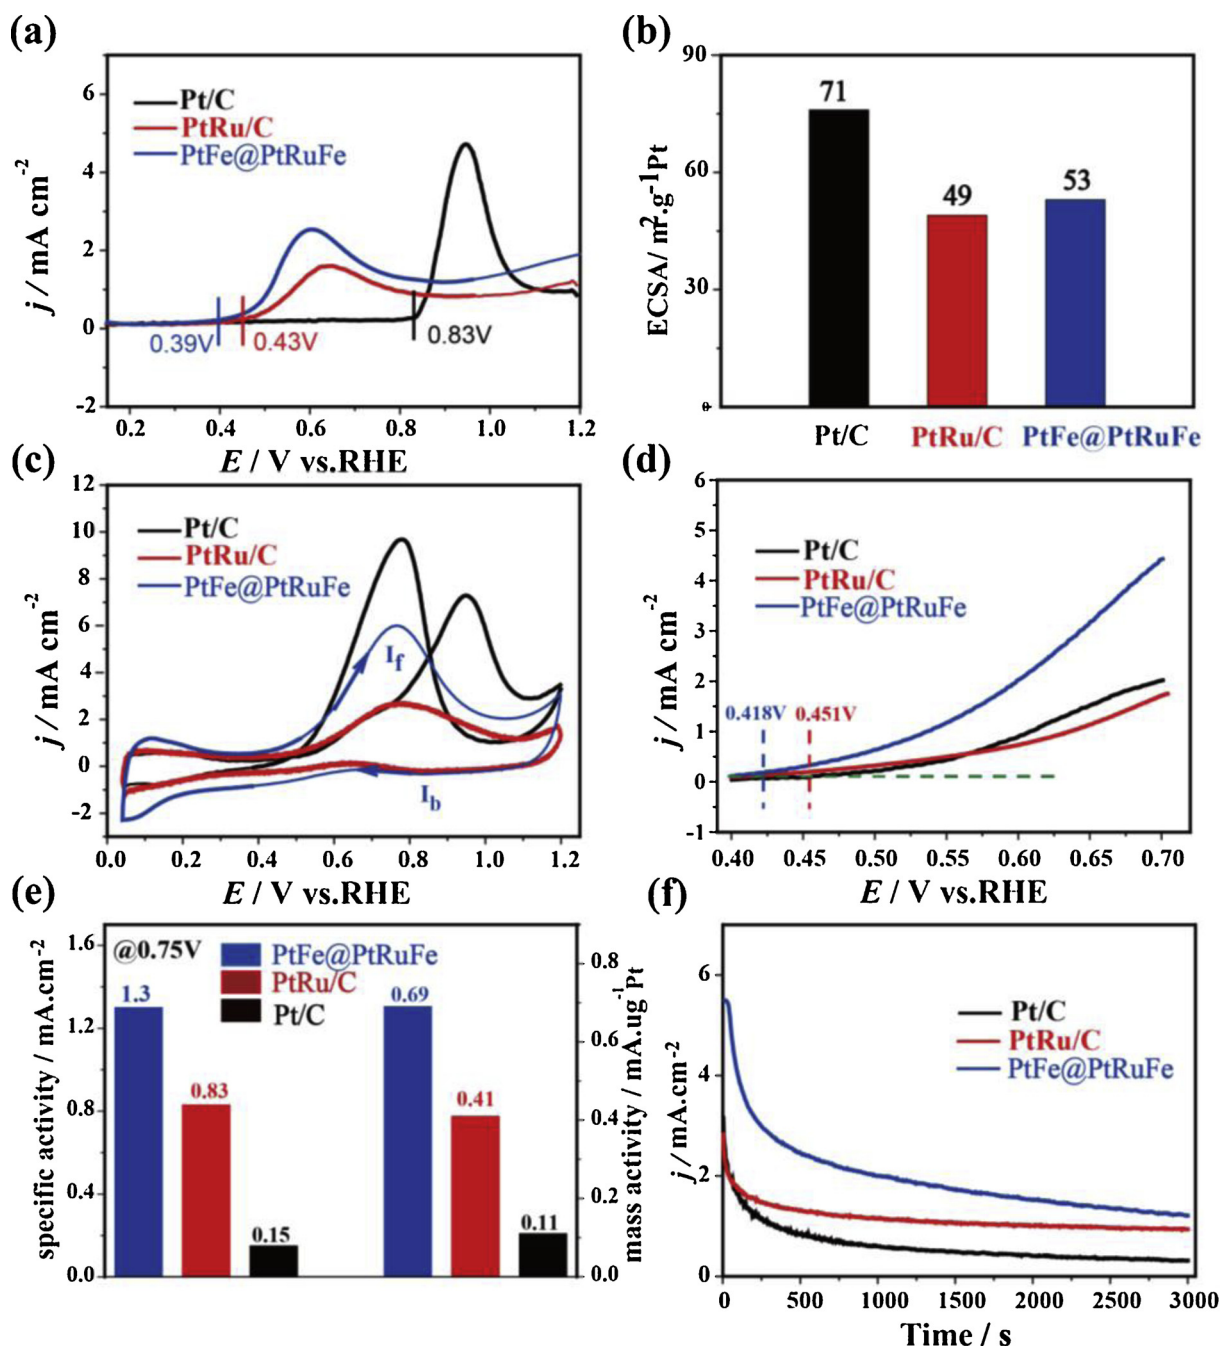 (a)
6
4
2
0
-2
j / mA cm-2
Pt/C
PtRu/C
PtFe@PtRuFe
0.39V
0.43V
0.83V
0.2
0.4
0.6
0.8
1.0
1.2
E / V vs.RHE
(b)
90
60
30
0
ECSA/ m2.g-1Pt
71
49
53
Pt/C
PtRu/C
PtFe@PtRuFe
(c)
12
10
8
6
4
2
0
-2
j / mA cm-2
Pt/C
PtRu/C
PtFe@PtRuFe
If
Ib
0.0
0.2
0.4
0.6
0.8
1.0
1.2
E / V vs.RHE
(d)
6
5
4
3
2
1
0
-1
j / mA cm-2
Pt/C
PtRu/C
PtFe@PtRuFe
0.418V
0.451V
0.40
0.45
0.50
0.55
0.60
0.65
0.70
E / V vs.RHE
(e)
1.6
1.2
0.8
0.4
0.0
specific activity / mA.cm-2
@0.75V
PtFe@PtRuFe
PtRu/C
Pt/C
1.3
0.83
0.15
0.69
0.41
0.11
0.8
0.6
0.4
0.2
0.0
mass activity / mA.ug-1Pt
(f)
6
4
2
0
j / mA.cm-2
Pt/C
PtRu/C
PtFe@PtRuFe
0
500
1000
1500
2000
2500
3000
Time / s